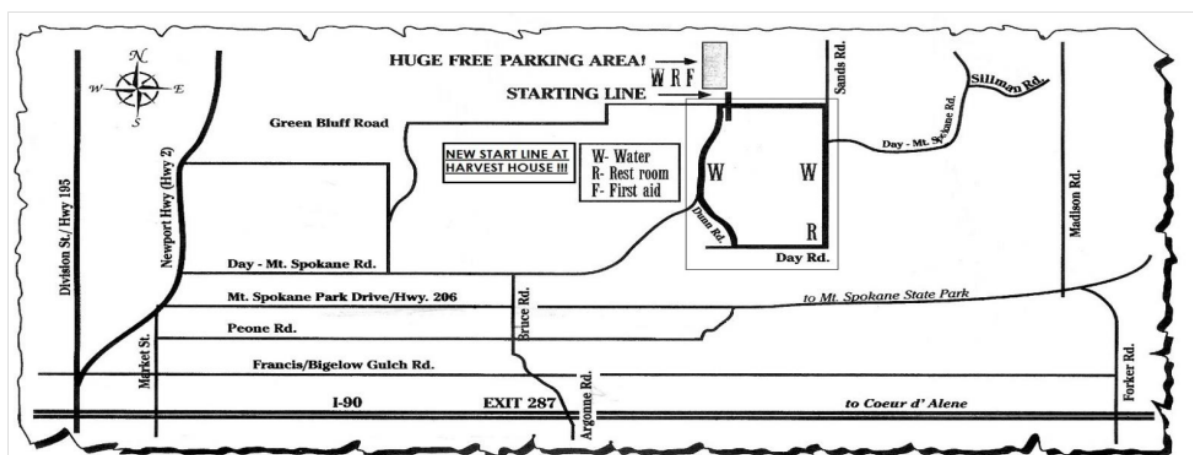 N
W E
S
HUGE FREE PARKING AREA!
W R F
STARTING LINE
Green Bluff Road
NEW START LINE AT
HARVEST HOUSE !!!
W- Water
R- Rest room
F- First aid
W
W
R
Dunn Rd.
Day Rd.
Sands Rd.
Day - Mt. Spokane Rd.
Sillman Rd.
Madison Rd.
Division St./ Hwy 195
Newport Hwy (Hwy 2)
Day - Mt. Spokane Rd.
Mt. Spokane Park Drive/Hwy. 206
to Mt. Spokane State Park
Bruce Rd.
Peone Rd.
Market St.
Francis/Bigelow Gulch Rd.
Argonne Rd.
Forker Rd.
I-90
EXIT 287
to Coeur d' Alene